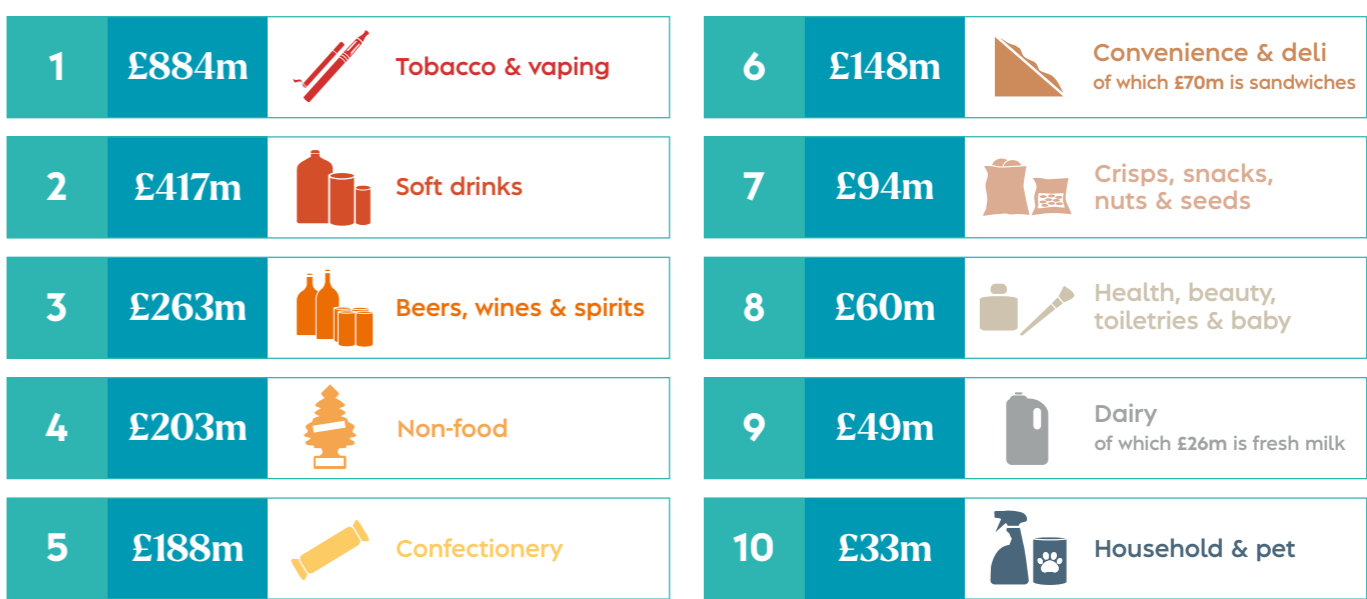 1
£884m
Tobacco & vaping
2
£417m
Soft drinks
3
£263m
Beers, wines & spirits
4
£203m
Non-food
5
£188m
Confectionery
6
£148m
Convenience & deli
of which £70m is sandwiches
7
£94m
Crisps, snacks,
nuts & seeds
8
£60m
Health, beauty,
toiletries & baby
9
£49m
Dairy
of which £26m is fresh milk
10
£33m
Household & pet